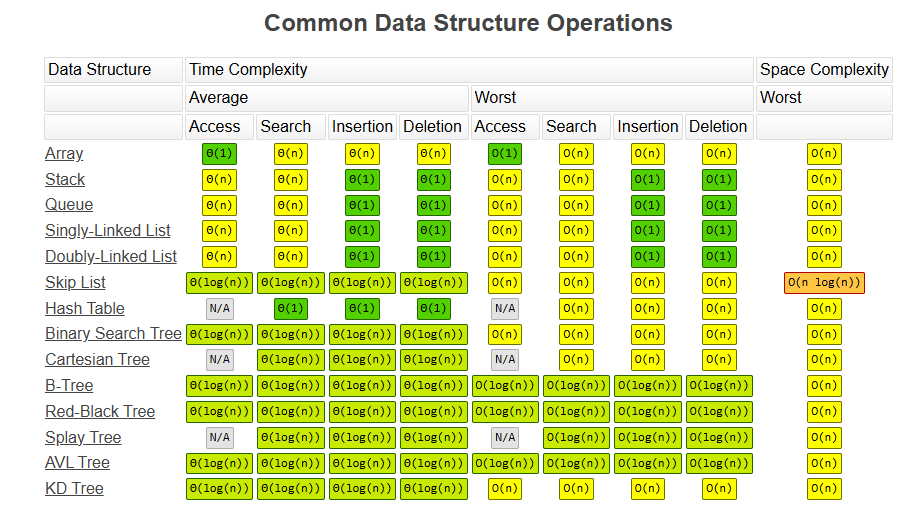 Common Data Structure Operations
Data Structure Time Complexity Space Complexity
Average Worst Worst
Access Search Insertion Deletion Access Search Insertion Deletion
Array Θ(1) Θ(n) Θ(n) Θ(n) O(1) O(n) O(n) O(n) O(n)
Stack Θ(n) Θ(n) Θ(1) Θ(1) O(n) O(n) O(1) O(1) O(n)
Queue Θ(n) Θ(n) Θ(1) Θ(1) O(n) O(n) O(1) O(1) O(n)
Singly-Linked List Θ(n) Θ(n) Θ(1) Θ(1) O(n) O(n) O(1) O(1) O(n)
Doubly-Linked List Θ(n) Θ(n) Θ(1) Θ(1) O(n) O(n) O(1) O(1) O(n)
Skip List Θ(log(n)) Θ(log(n)) Θ(log(n)) Θ(log(n)) O(n) O(n) O(n) O(n) O(n log(n))
Hash Table N/A Θ(1) Θ(1) Θ(1) N/A O(n) O(n) O(n) O(n)
Binary Search Tree Θ(log(n)) Θ(log(n)) Θ(log(n)) Θ(log(n)) O(n) O(n) O(n) O(n) O(n)
Cartesian Tree N/A Θ(log(n)) Θ(log(n)) Θ(log(n)) N/A O(n) O(n) O(n) O(n)
B-Tree Θ(log(n)) Θ(log(n)) Θ(log(n)) Θ(log(n)) O(log(n)) O(log(n)) O(log(n)) O(log(n)) O(n)
Red-Black Tree Θ(log(n)) Θ(log(n)) Θ(log(n)) Θ(log(n)) O(log(n)) O(log(n)) O(log(n)) O(log(n)) O(n)
Splay Tree N/A Θ(log(n)) Θ(log(n)) Θ(log(n)) N/A O(log(n)) O(log(n)) O(log(n)) O(n)
AVL Tree Θ(log(n)) Θ(log(n)) Θ(log(n)) Θ(log(n)) O(log(n)) O(log(n)) O(log(n)) O(log(n)) O(n)
KD Tree Θ(log(n)) Θ(log(n)) Θ(log(n)) Θ(log(n)) O(n) O(n) O(n) O(n) O(n)